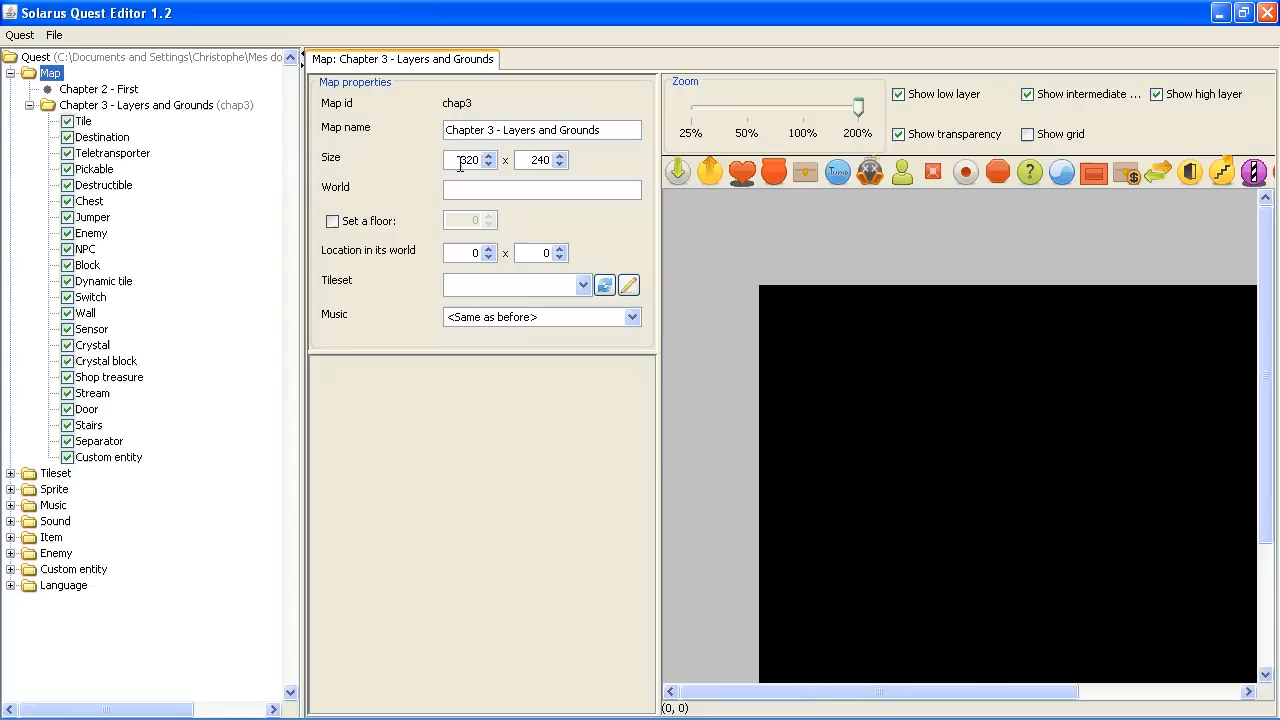 Solarus Quest Editor 1.2
Quest File
Quest (C:\Documents and Settings\Christophe\Mes do
Map
Chapter 2 - First
Chapter 3 - Layers and Grounds (chap3)
Tile
Destination
Teletransporter
Pickable
Destructible
Chest
Jumper
Enemy
NPC
Block
Dynamic tile
Switch
Wall
Sensor
Crystal
Crystal block
Shop treasure
Stream
Door
Stairs
Separator
Custom entity
Tileset
Sprite
Music
Sound
Item
Enemy
Custom entity
Language
Map: Chapter 3 - Layers and Grounds
Map properties
Map id chap3
Map name Chapter 3 - Layers and Grounds
Size 320 x 240
World
Set a floor: 0
Location in its world 0 x 0
Tileset
Music <Same as before>
Zoom
25% 50% 100% 200%
Show low layer Show intermediate ... Show high layer
Show transparency Show grid
Jump ? $
(0, 0)